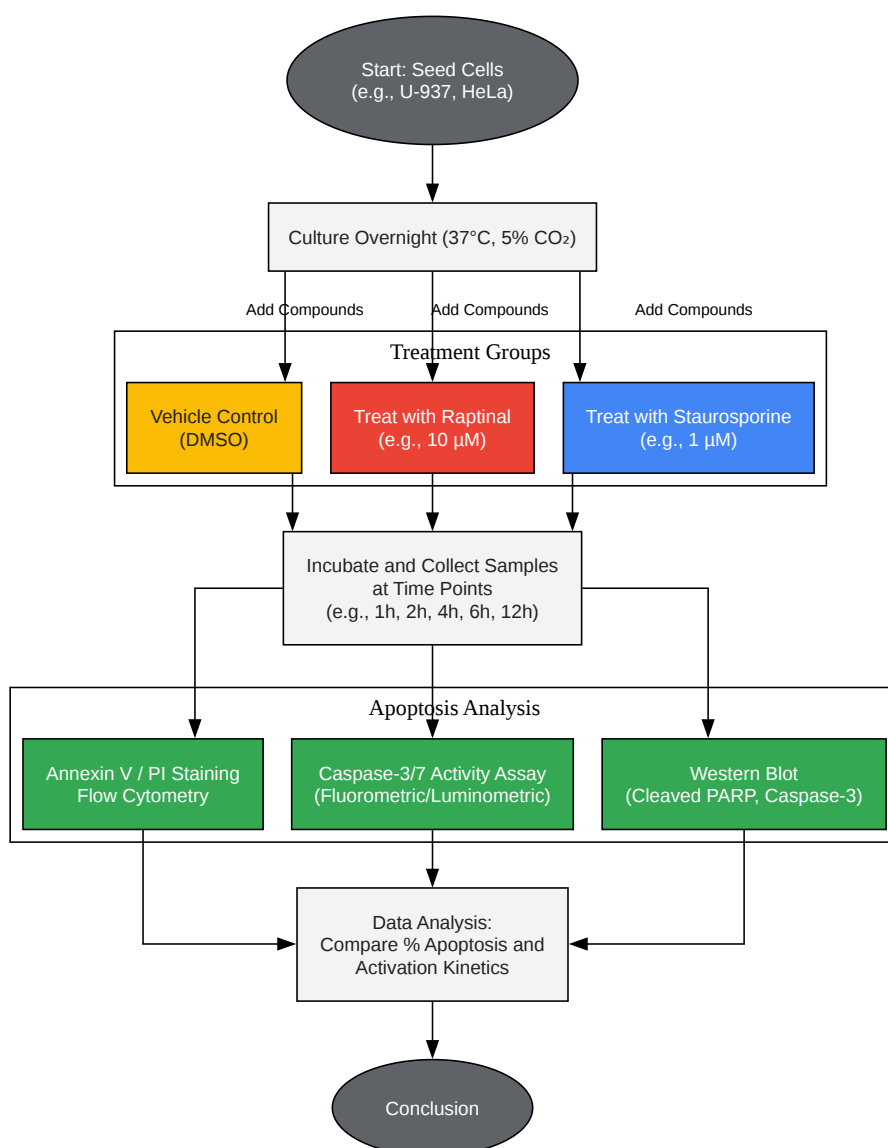 Start: Seed Cells
(e.g., U-937, HeLa)
Culture Overnight (37°C, 5% CO₂)
Add Compounds
Add Compounds
Add Compounds
Treatment Groups
Vehicle Control
(DMSO)
Treat with Raptinal
(e.g., 10 µM)
Treat with Staurosporine
(e.g., 1 µM)
Incubate and Collect Samples
at Time Points
(e.g., 1h, 2h, 4h, 6h, 12h)
Apoptosis Analysis
Annexin V / PI Staining
Flow Cytometry
Caspase-3/7 Activity Assay
(Fluorometric/Luminometric)
Western Blot
(Cleaved PARP, Caspase-3)
Data Analysis:
Compare % Apoptosis and
Activation Kinetics
Conclusion